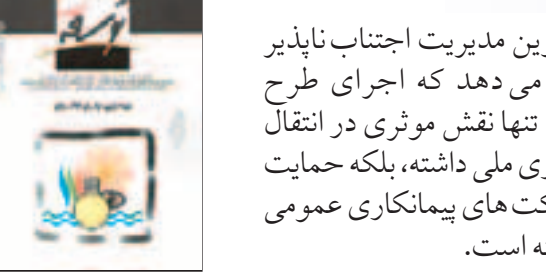 رین مدیریت اجتناب ناپذیر
می دهد که اجرای طرح
تنها نقش موثری در انتقال
ری ملی داشته، بلکه حمایت
کت های پیمانکاری عمومی
ه است.